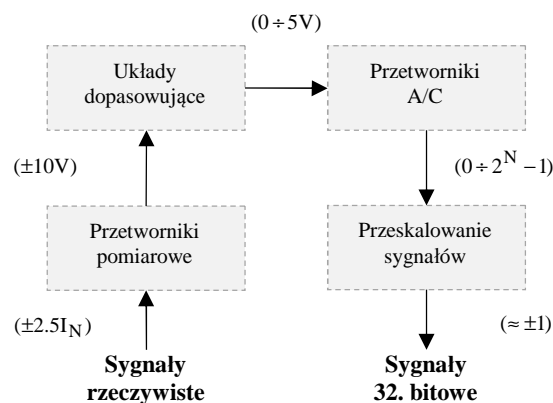 (0 ÷ 5V)
Układy
dopasowujące
Przetworniki
A/C
(±10V)
(0 ÷ 2^N − 1)
Przetworniki
pomiarowe
Przeskalowanie
sygnałów
(±2.5I_N)
(≈ ±1)
Sygnały
rzeczywiste
Sygnały
32. bitowe